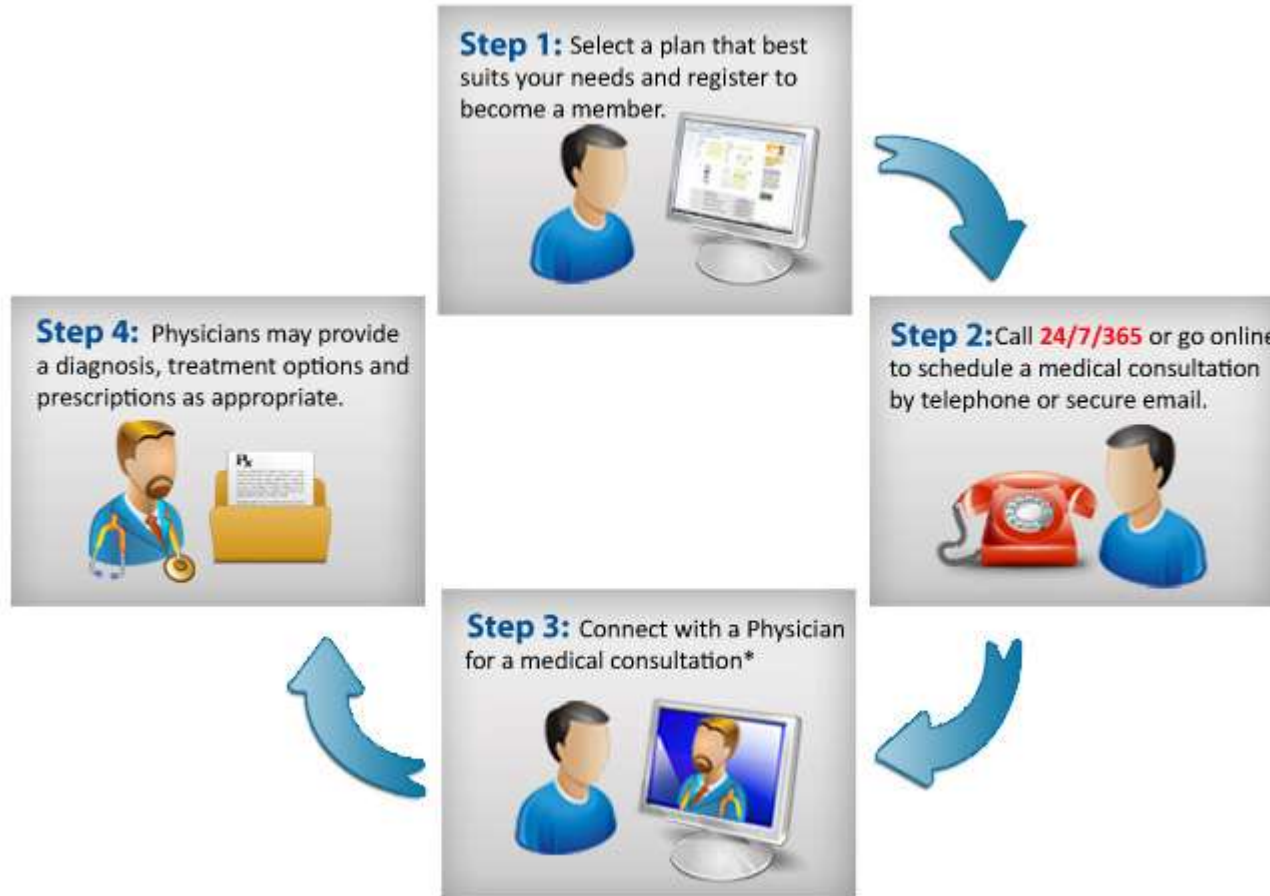 Step 1: Select a plan that best
suits your needs and register to
become a member.
Step 2: Call 24/7/365 or go online
to schedule a medical consultation
by telephone or secure email.
Step 3: Connect with a Physician
for a medical consultation*
Step 4: Physicians may provide
a diagnosis, treatment options and
prescriptions as appropriate.
Rx